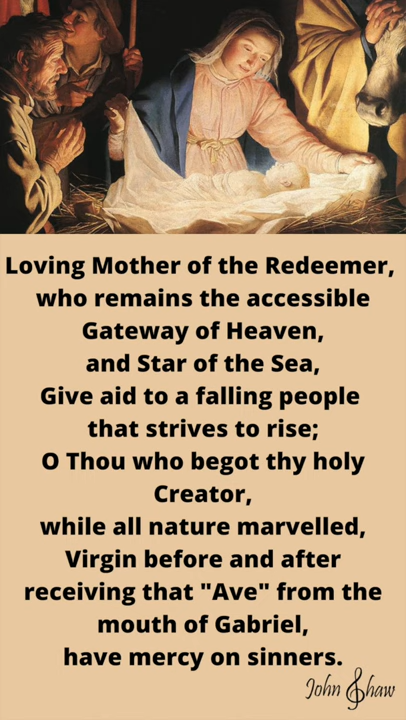 Loving Mother of the Redeemer,
who remains the accessible
Gateway of Heaven,
and Star of the Sea,
Give aid to a falling people
that strives to rise;
O Thou who begot thy holy
Creator,
while all nature marvelled,
Virgin before and after
receiving that "Ave" from the
mouth of Gabriel,
have mercy on sinners.
John Shaw